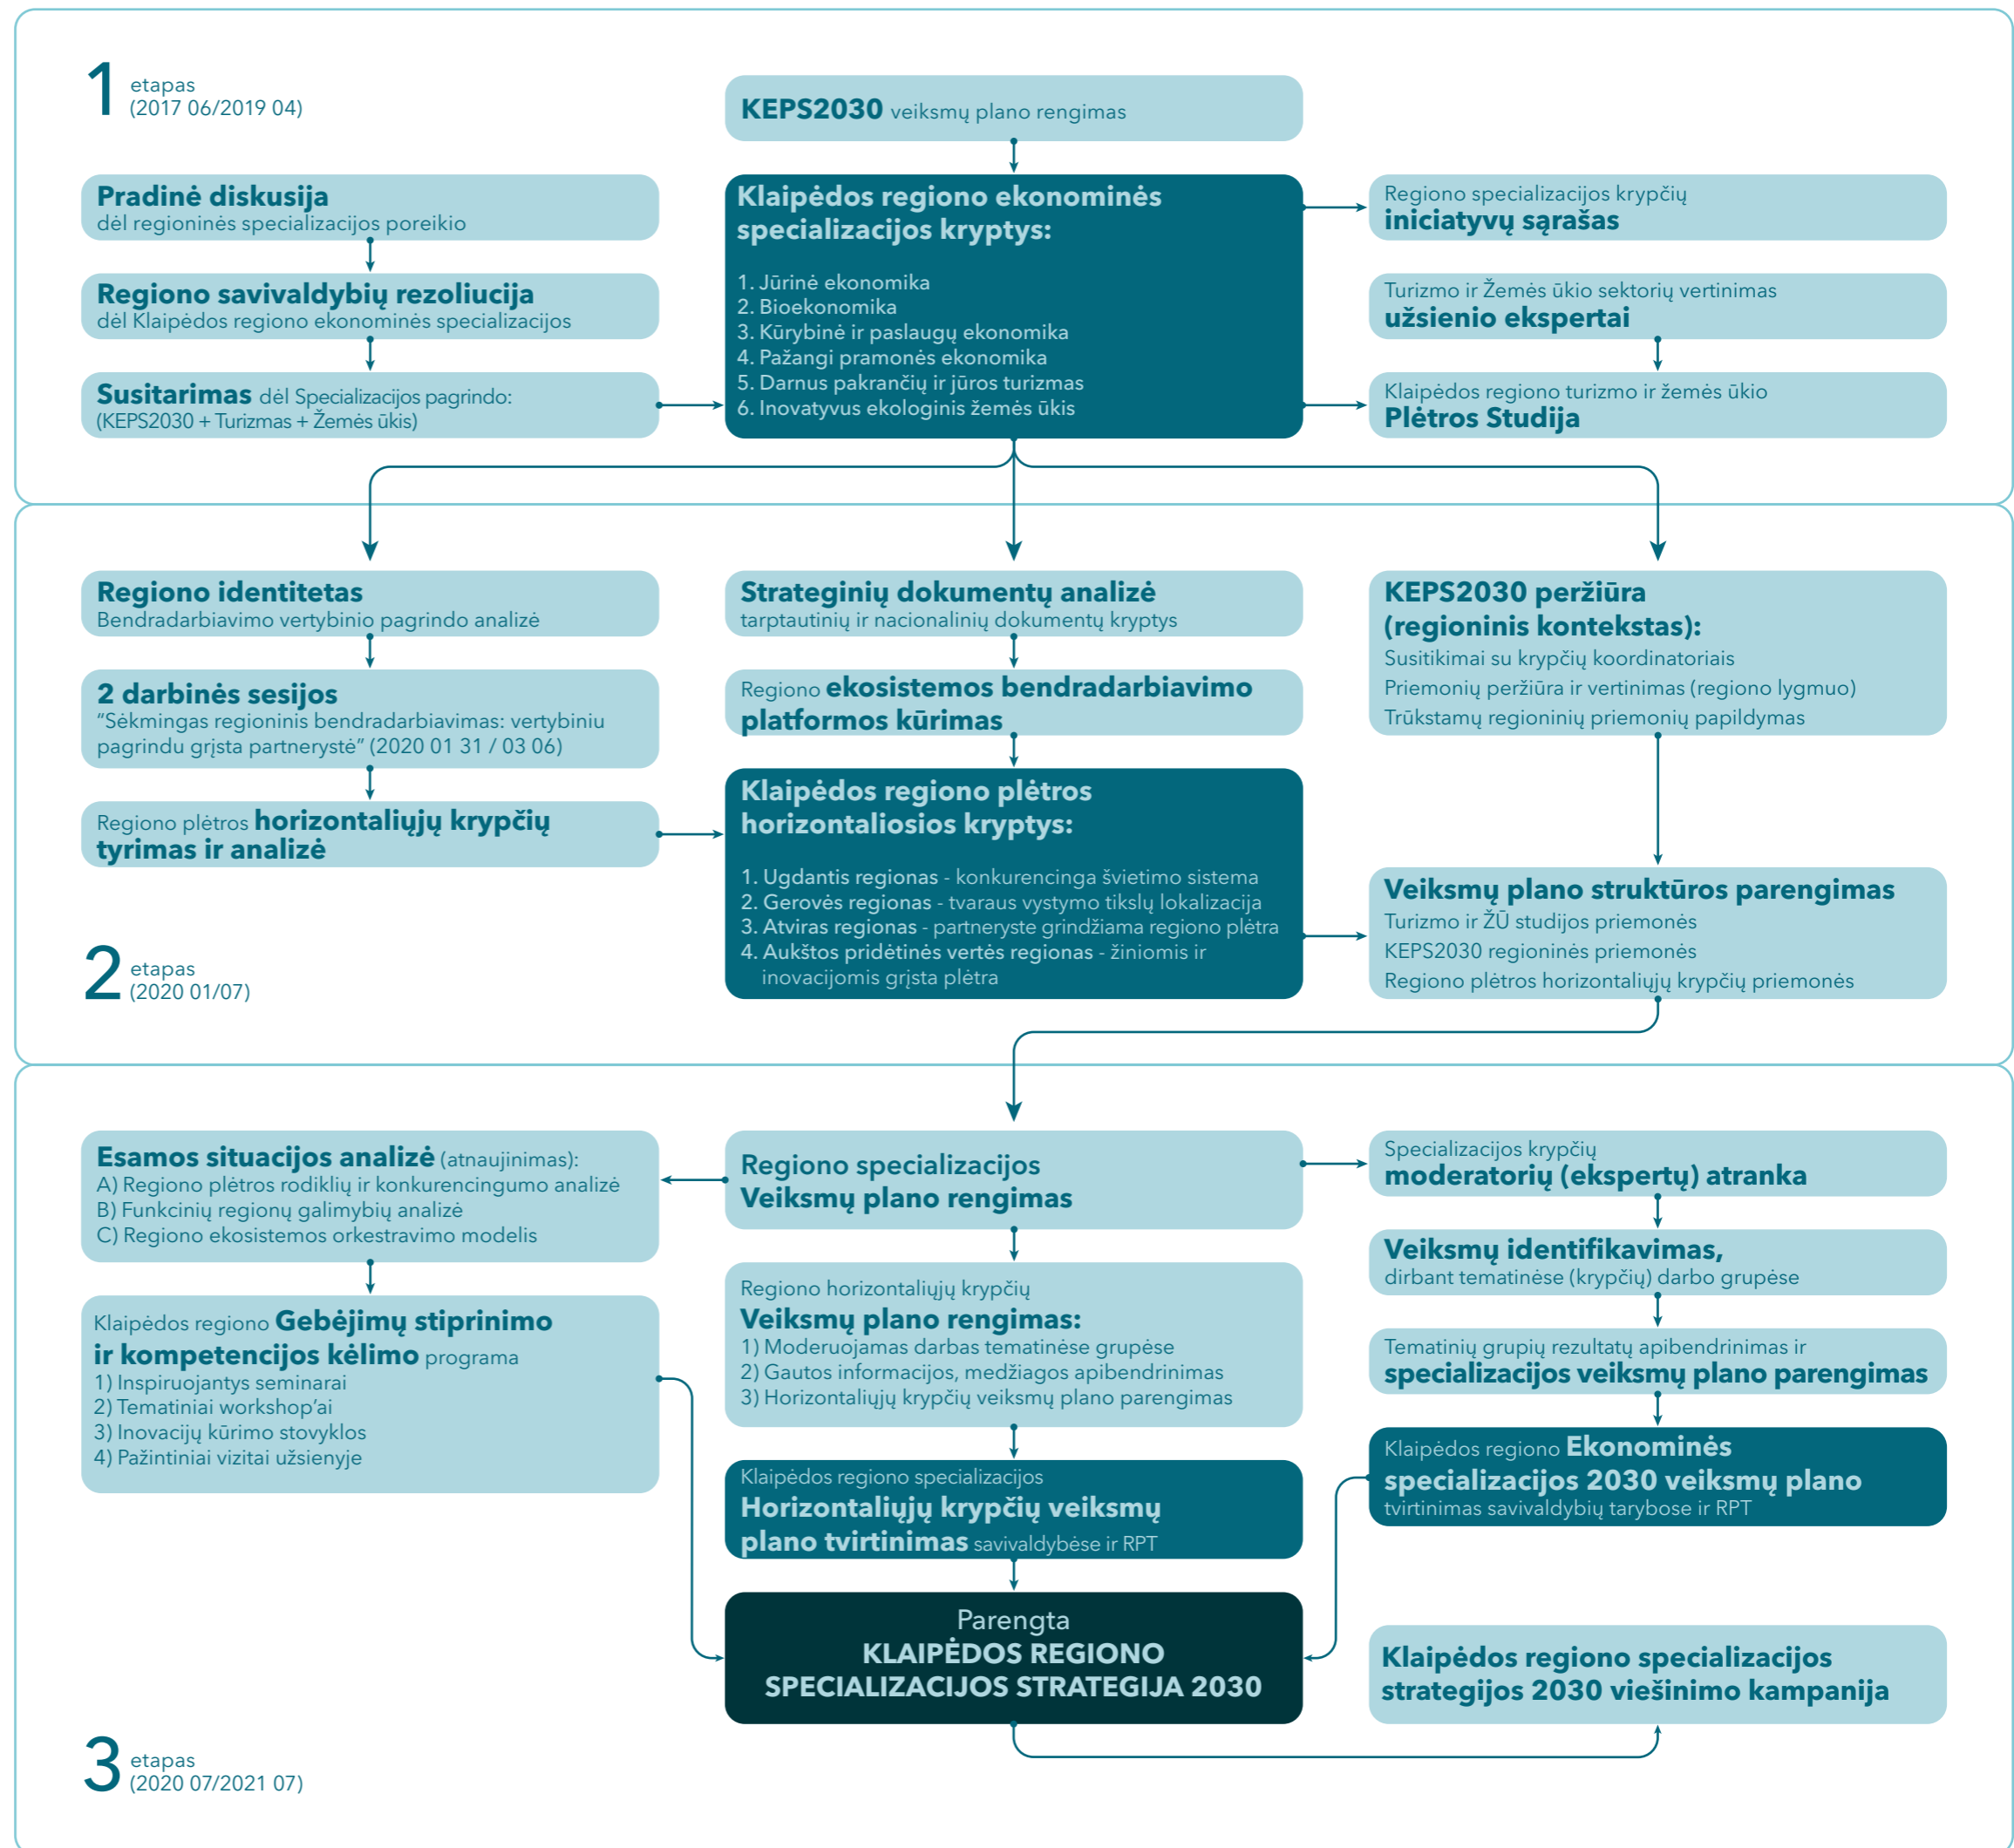 1 etapas
(2017 06/2019 04)
KEPS2030 veiksmų plano rengimas
Pradinė diskusija
dėl regioninės specializacijos poreikio
Regiono savivaldybių rezoliucija
dėl Klaipėdos regiono ekonominės specializacijos
Susitarimas dėl Specializacijos pagrindo:
(KEPS2030 + Turizmas + Žemės ūkis)
Klaipėdos regiono ekonominės
specializacijos kryptys:
1. Jūrinė ekonomika
2. Bioekonomika
3. Kūrybinė ir paslaugų ekonomika
4. Pažangi pramonės ekonomika
5. Darnus pakrančių ir jūros turizmas
6. Inovatyvus ekologinis žemės ūkis
Regiono specializacijos krypčių
iniciatyvų sąrašas
Turizmo ir Žemės ūkio sektorių vertinimas
užsienio ekspertai
Klaipėdos regiono turizmo ir žemės ūkio
Plėtros Studija
Regiono identitetas
Bendradarbiavimo vertybinio pagrindo analizė
2 darbinės sesijos
"Sėkmingas regioninis bendradarbiavimas: vertybiniu
pagrindu grįsta partnerystė" (2020 01 31 / 03 06)
Regiono plėtros horizontaliųjų krypčių
tyrimas ir analizė
Strateginių dokumentų analizė
tarptautinių ir nacionalinių dokumentų kryptys
Regiono ekosistemos bendradarbiavimo
platformos kūrimas
Klaipėdos regiono plėtros
horizontaliosios kryptys:
1. Ugdantis regionas - konkurencinga švietimo sistema
2. Gerovės regionas - tvaraus vystymo tikslų lokalizacija
3. Atviras regionas - partneryste grindžiama regiono plėtra
4. Aukštos pridėtinės vertės regionas - žiniomis ir
inovacijomis grįsta plėtra
KEPS2030 peržiūra
(regioninis kontekstas):
Susitikimai su krypčių koordinatoriais
Priemonių peržiūra ir vertinimas (regiono lygmuo)
Trūkstamų regioninių priemonių papildymas
Veiksmų plano struktūros parengimas
Turizmo ir ŽŪ studijos priemonės
KEPS2030 regioninės priemonės
Regiono plėtros horizontaliųjų krypčių priemonės
2 etapas
(2020 01/07)
Esamos situacijos analizė (atnaujinimas):
A) Regiono plėtros rodiklių ir konkurencingumo analizė
B) Funkcinių regionų galimybių analizė
C) Regiono ekosistemos orkestravimo modelis
Klaipėdos regiono Gebėjimų stiprinimo
ir kompetencijos kėlimo programa
1) Inspiruojantys seminarai
2) Tematiniai workshop'ai
3) Inovacijų kūrimo stovyklos
4) Pažintiniai vizitai užsienyje
Regiono specializacijos
Veiksmų plano rengimas
Regiono horizontaliųjų krypčių
Veiksmų plano rengimas:
1) Moderuojamas darbas tematinėse grupėse
2) Gautos informacijos, medžiagos apibendrinimas
3) Horizontaliųjų krypčių veiksmų plano parengimas
Klaipėdos regiono specializacijos
Horizontaliųjų krypčių veiksmų
plano tvirtinimas savivaldybėse ir RPT
Parengta
KLAIPĖDOS REGIONO
SPECIALIZACIJOS STRATEGIJA 2030
Specializacijos krypčių
moderatorių (ekspertų) atranka
Veiksmų identifikavimas,
dirbant tematinėse (krypčių) darbo grupėse
Tematinių grupių rezultatų apibendrinimas ir
specializacijos veiksmų plano parengimas
Klaipėdos regiono Ekonominės
specializacijos 2030 veiksmų plano
tvirtinimas savivaldybių tarybose ir RPT
Klaipėdos regiono specializacijos
strategijos 2030 viešinimo kampanija
3 etapas
(2020 07/2021 07)